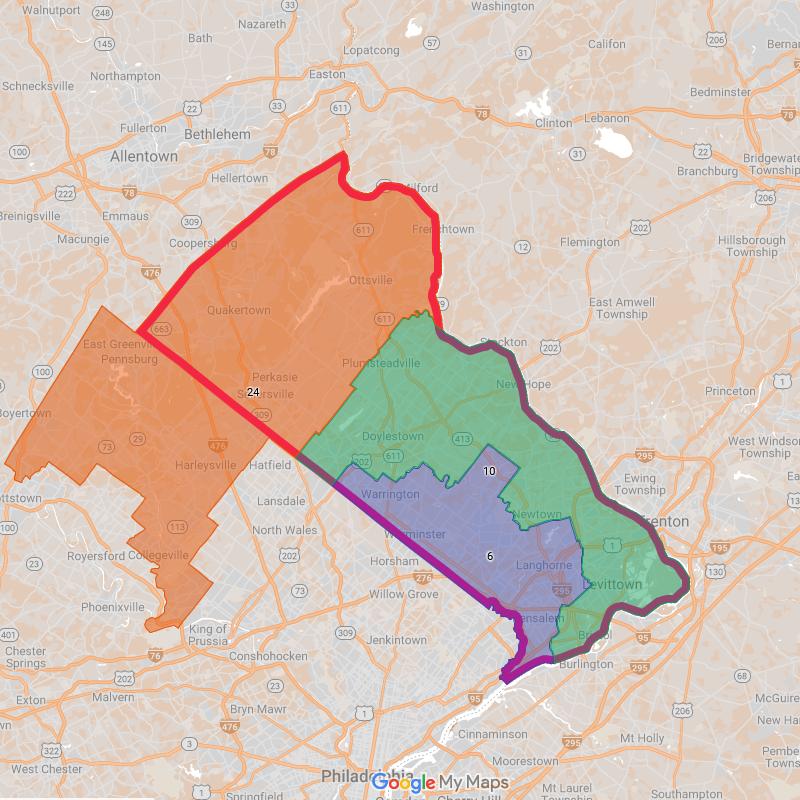 Walnutport
248
Nazareth
33
Washington
Bath
Lopatcong
57
Califon
206
145
Northampton
Easton
Schnecksville
78
Bedminster
22
33
611
Fullerton
Bethlehem
Clinton
Lebanon
100
Allentown
78
31
22
Bridgewater
Township
Branchburg
222
78
Hellertown
Milford
Breinigsville
Emmaus
309
202
Macungie
Coopersburg
611
Frenchtown
12
Flemington
Hillsborough
Township
476
Ottsville
Quakertown
East Amwell
Township
663
611
206
East Greenville
Pennsburg
Stockton
202
100
Plumsteadville
Perkasie
Princeton
1
24
Sellersville
New Hope
Boyertown
309
73
29
476
Doylestown
413
West Windsor
Township
Harleysville
Hatfield
202
611
10
295
Ewing
Township
Pottstown
Lansdale
Warrington
113
North Wales
Newtown
Trenton
Royersford
Collegeville
202
Warminster
6
1
195
Horsham
Langhorne
130
276
Levittown
73
295
Phoenixville
Willow Grove
King of
Prussia
Bensalem
401
309
Jenkintown
Bristol
95
Chester
Springs
76
Conshohocken
Burlington
295
202
23
68
Exton
Malvern
95
206
Bryn Mawr
1
Mt Holly
3
Cinnaminson
295
West Chester
Moorestown
Philadelphia
Google My Maps
1
Springfield
Cherry Hill
Mt Laurel
Township
Southampton